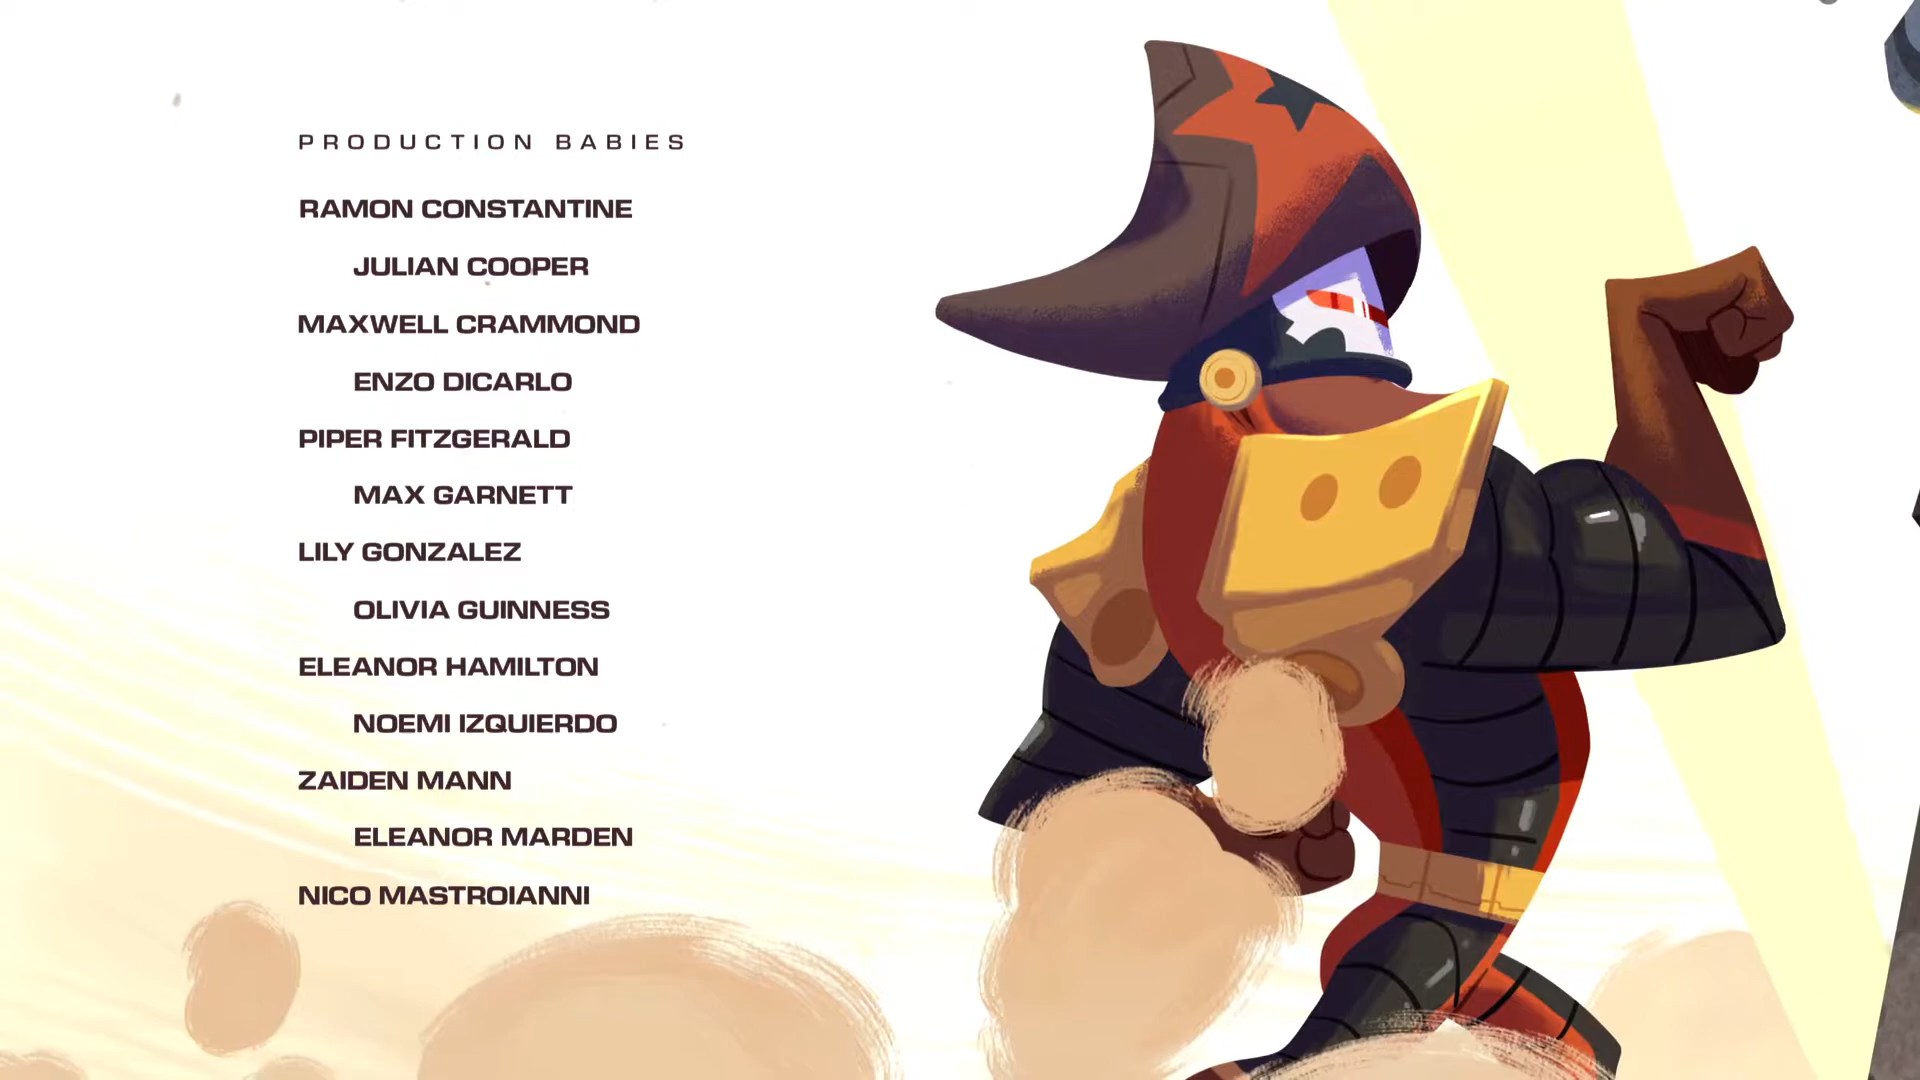 PRODUCTION BABIES
RAMON CONSTANTINE
JULIAN COOPER
MAXWELL CRAMMOND
ENZO DICARLO
PIPER FITZGERALD
MAX GARNETT
LILY GONZALEZ
OLIVIA GUINNESS
ELEANOR HAMILTON
NOEMI IZQUIERDO
ZAIDEN MANN
ELEANOR MARDEN
NICO MASTROIANNI